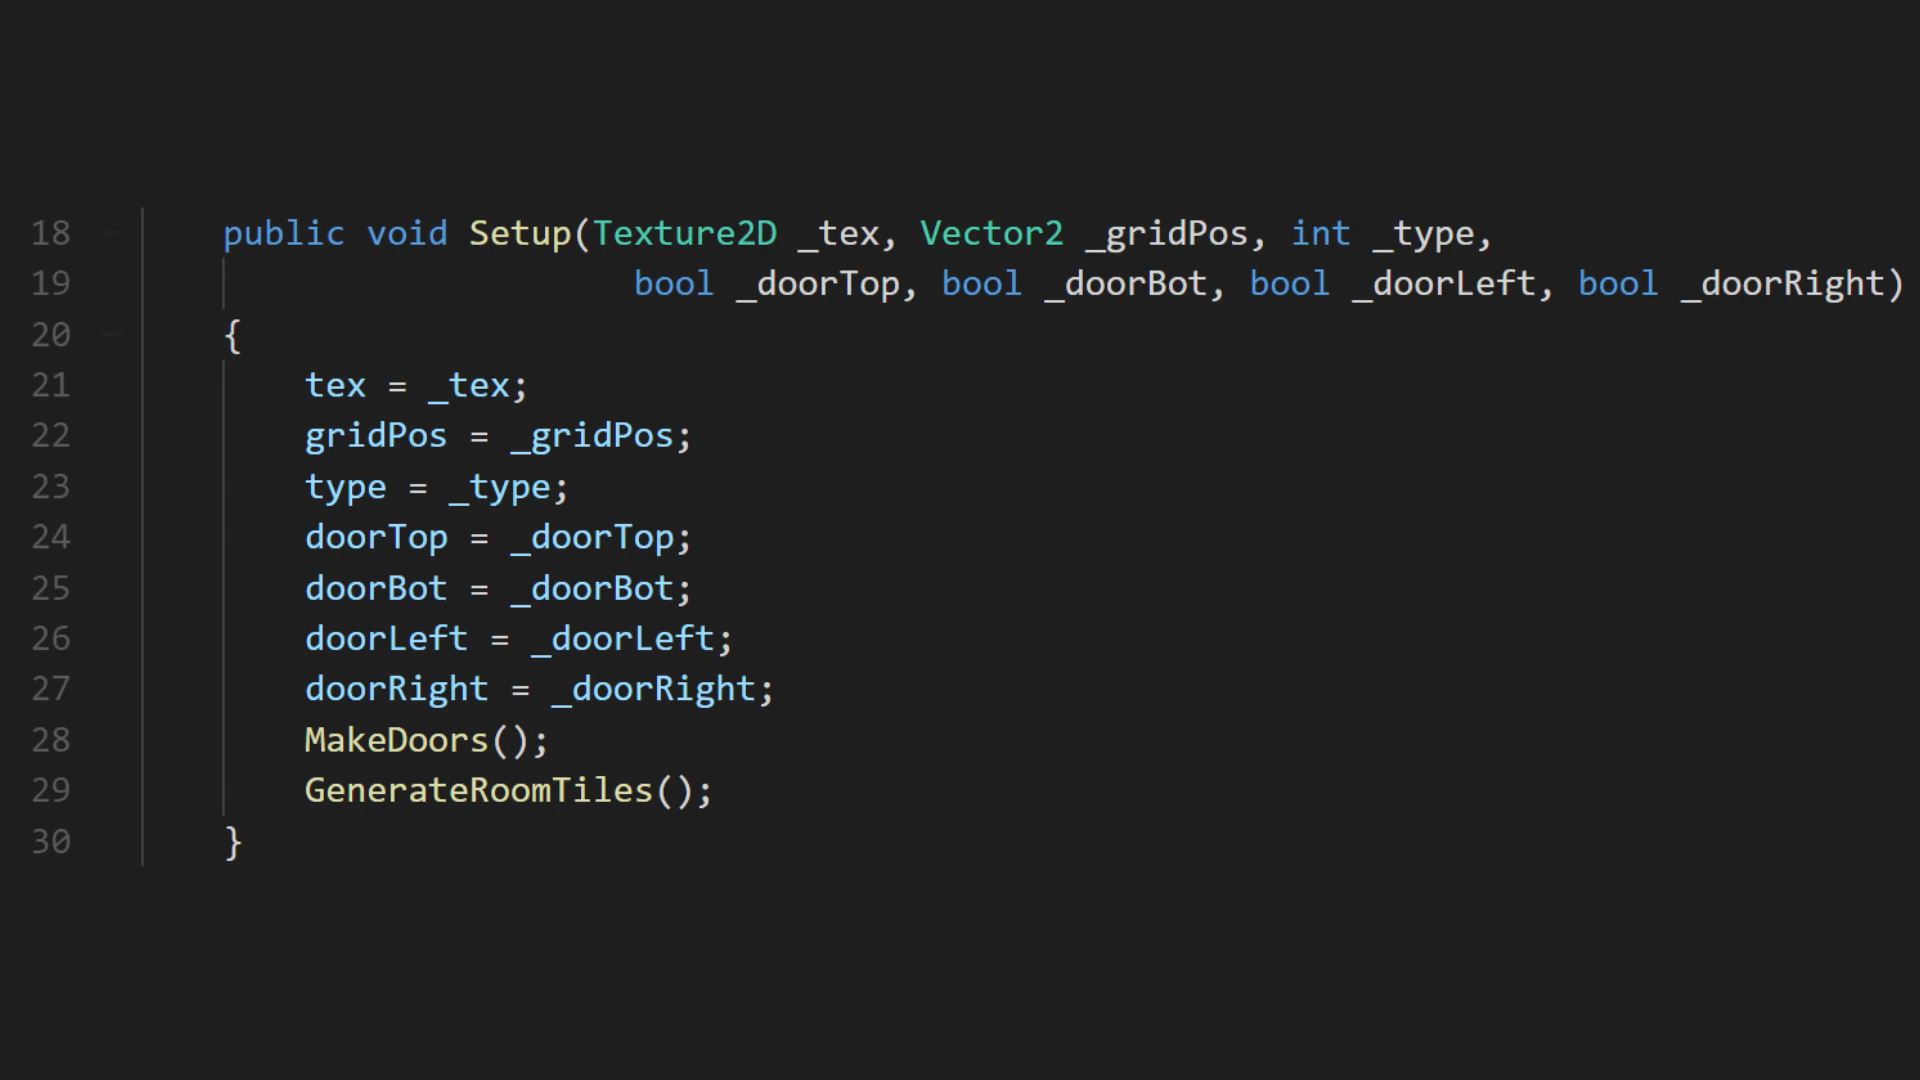 18 public void Setup(Texture2D _tex, Vector2 _gridPos, int _type,
19 bool _doorTop, bool _doorBot, bool _doorLeft, bool _doorRight)
20 {
21 tex = _tex;
22 gridPos = _gridPos;
23 type = _type;
24 doorTop = _doorTop;
25 doorBot = _doorBot;
26 doorLeft = _doorLeft;
27 doorRight = _doorRight;
28 MakeDoors();
29 GenerateRoomTiles();
30 }